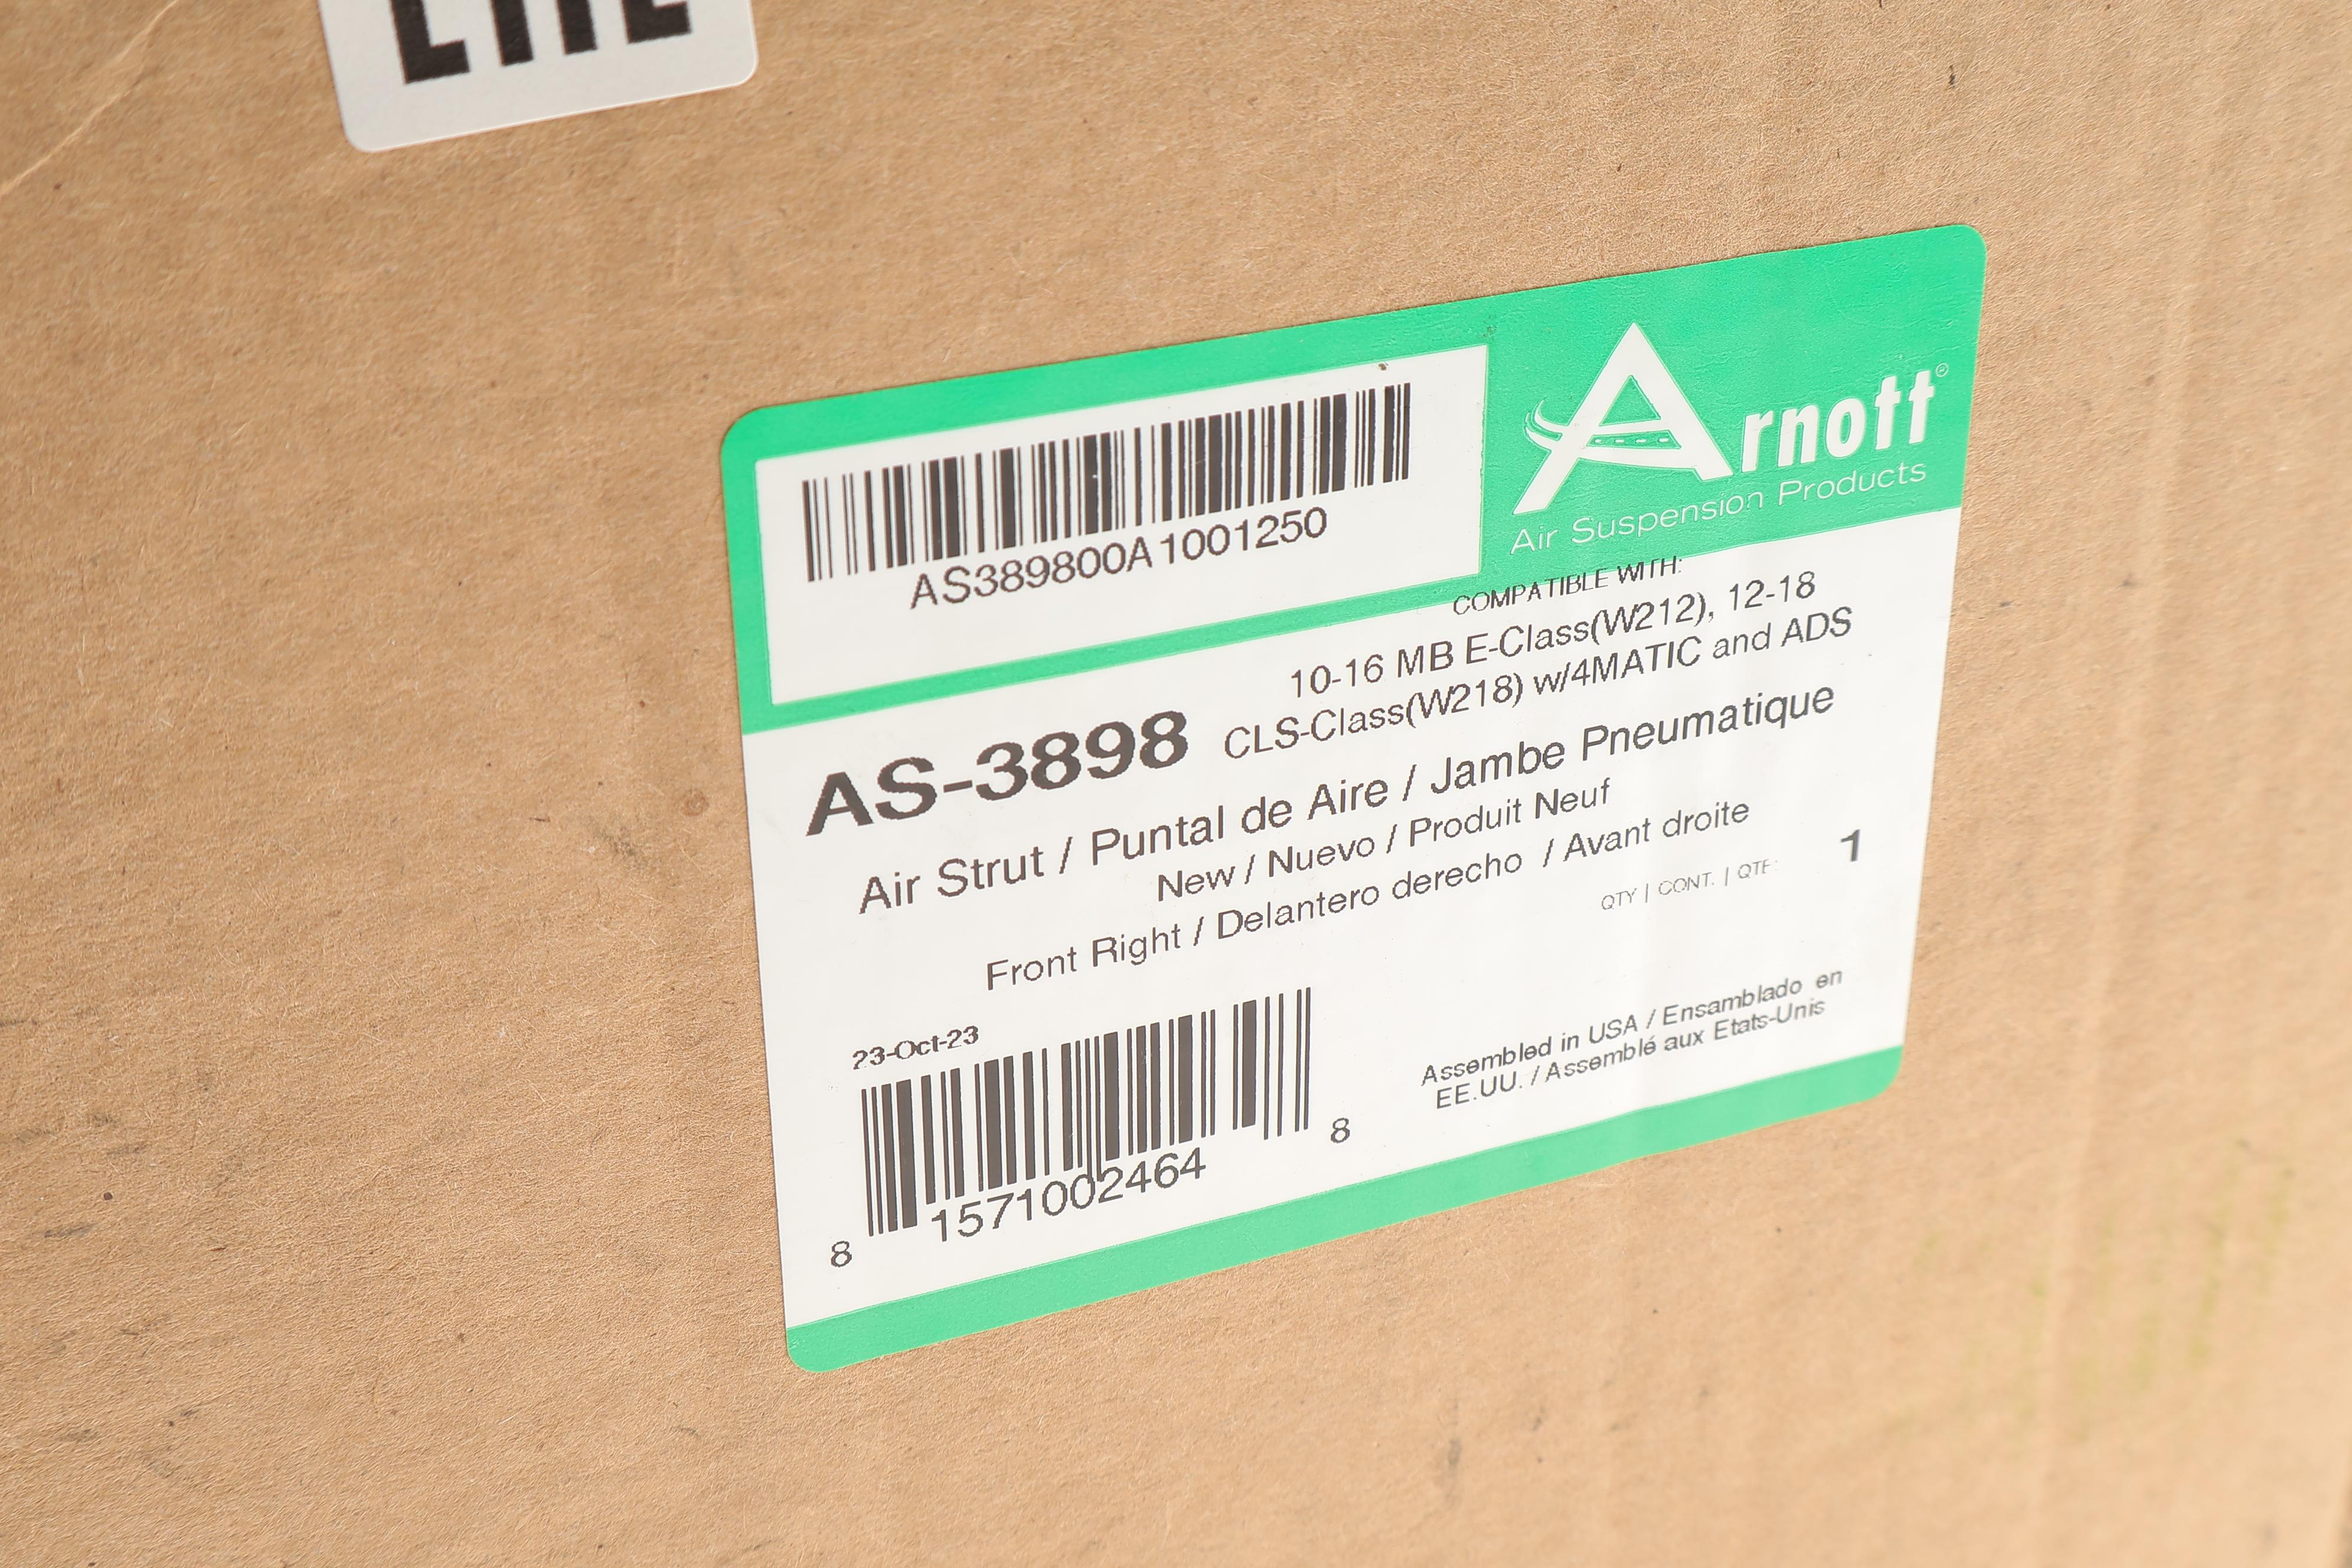 Arnott®
Air Suspension Products
AS389800A1001250
COMPATIBLE WITH:
10-16 MB E-Class(W212), 12-18
CLS-Class(W218) w/4MATIC and ADS
AS-3898
Air Strut / Puntal de Aire / Jambe Pneumatique
New / Nuevo / Produit Neuf
Front Right / Delantero derecho / Avant droite
QTY | CONT. | QTE 1
23-Oct-23
8 1571002464 8
Assembled in USA / Ensamblado en
EE.UU. / Assemblé aux Etats-Unis